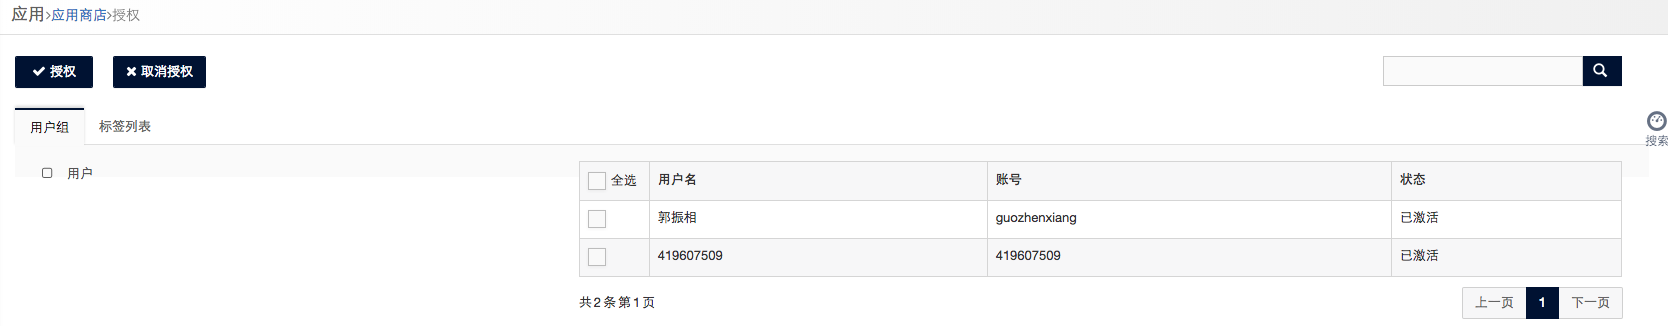 应用>应用商店>授权
授权 取消授权
用户组 标签列表
搜索
用户
全选 用户名 账号 状态
郭振相 guozhenxiang 已激活
419607509 419607509 已激活
共2条第1页 上一页 1 下一页